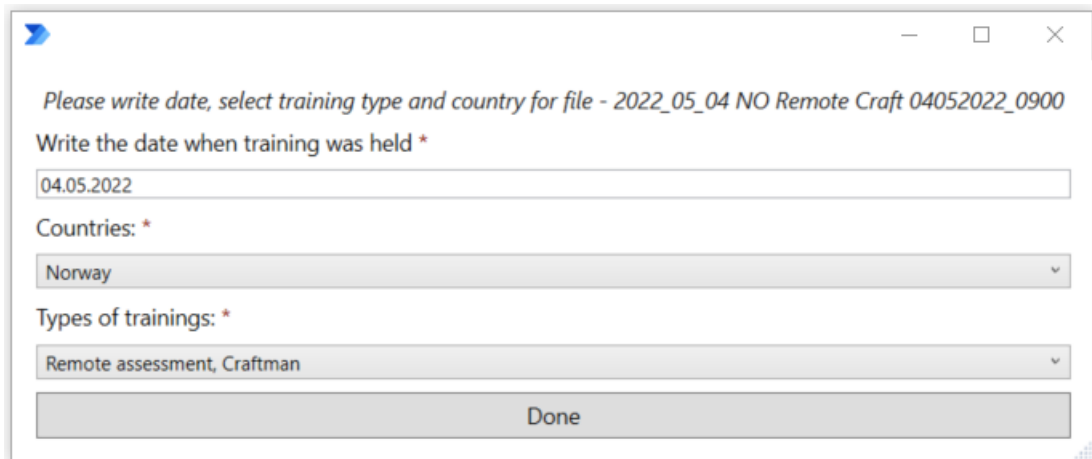 Please write date, select training type and country for file - 2022_05_04 NO Remote Craft 04052022_0900
Write the date when training was held *
04.05.2022
Countries: *
Norway
Types of trainings: *
Remote assessment, Craftman
Done